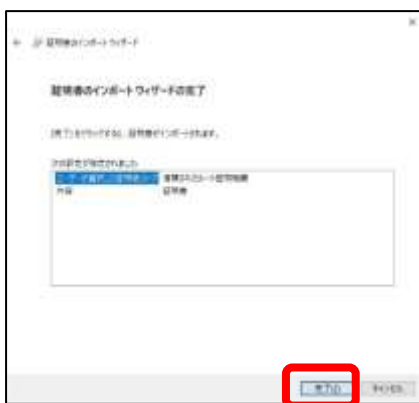 証明書のインポート ウィザード
証明書のインポート ウィザードの完了
[完了] をクリックすると、証明書がインポートされます。
次の設定が指定されました
ユーザーが選択した証明書ストア 信頼されたルート証明機関
内容 証明書
完了(F) キャンセル